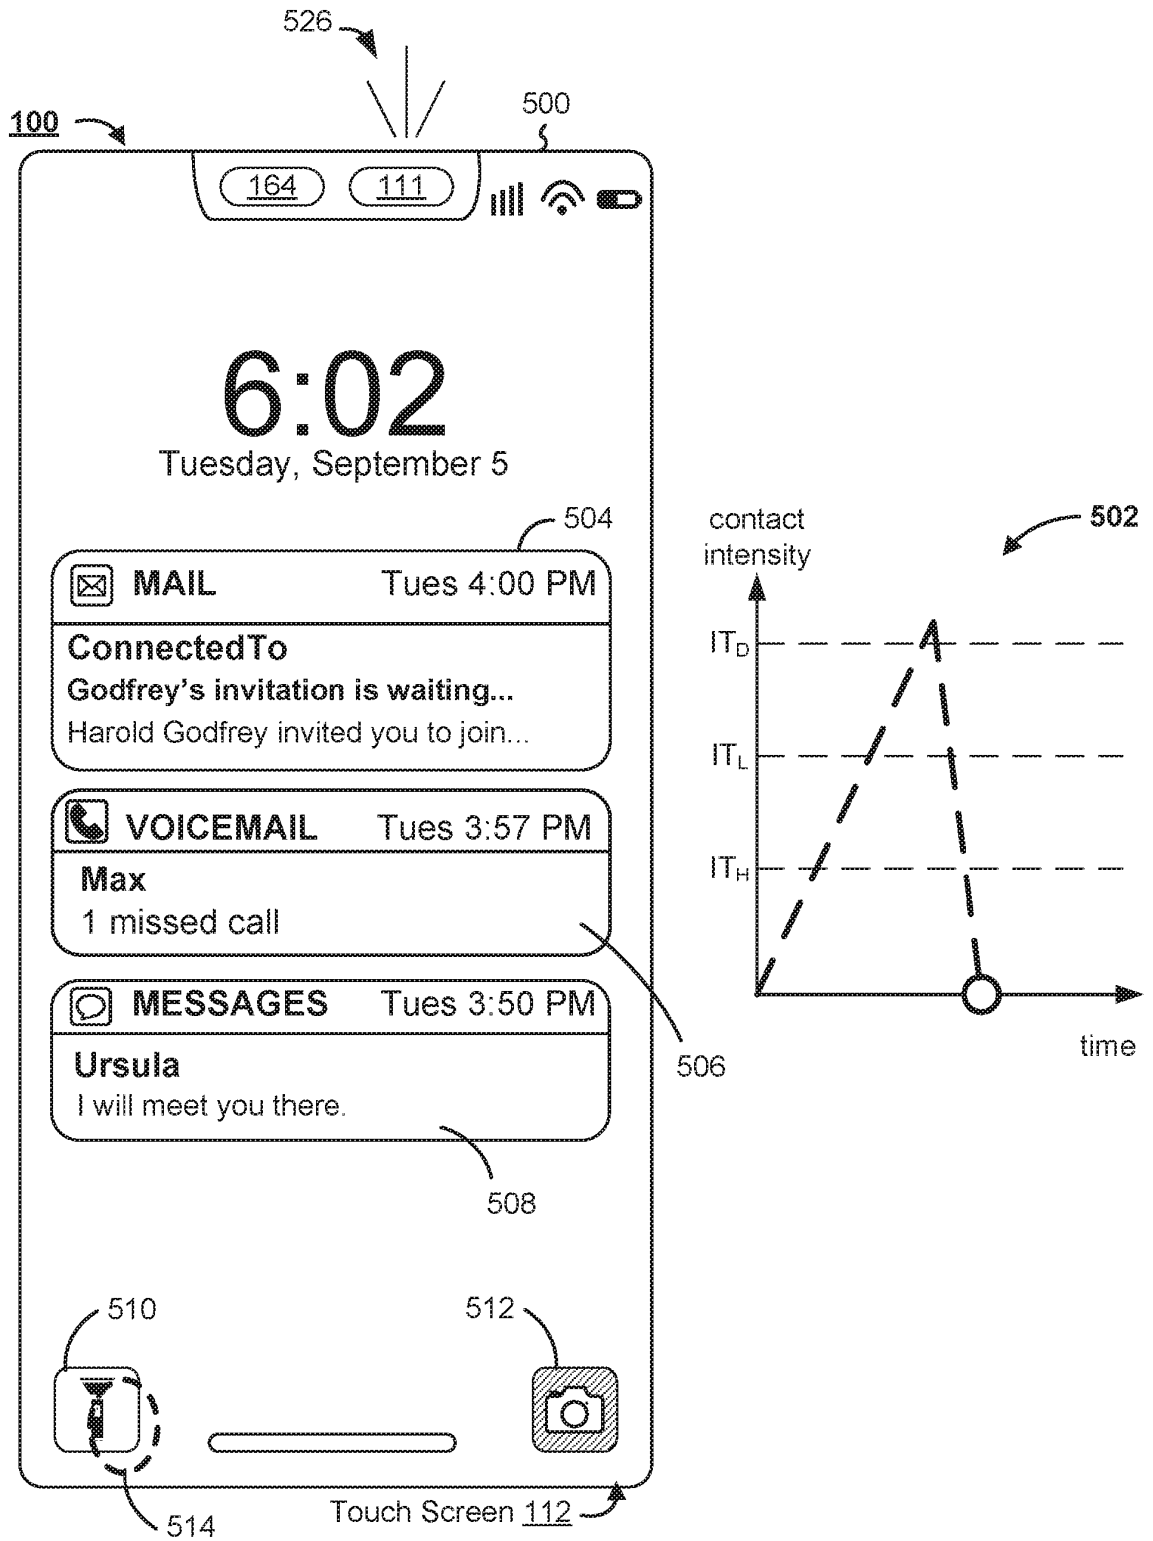 526
500
100
164
111
6:02
Tuesday, September 5
504
MAIL Tues 4:00 PM
ConnectedTo
Godfrey's invitation is waiting...
Harold Godfrey invited you to join...
VOICEMAIL Tues 3:57 PM
Max
1 missed call
506
MESSAGES Tues 3:50 PM
Ursula
I will meet you there.
508
510
512
514
Touch Screen 112
502
contact
intensity
ITD
ITL
ITH
time